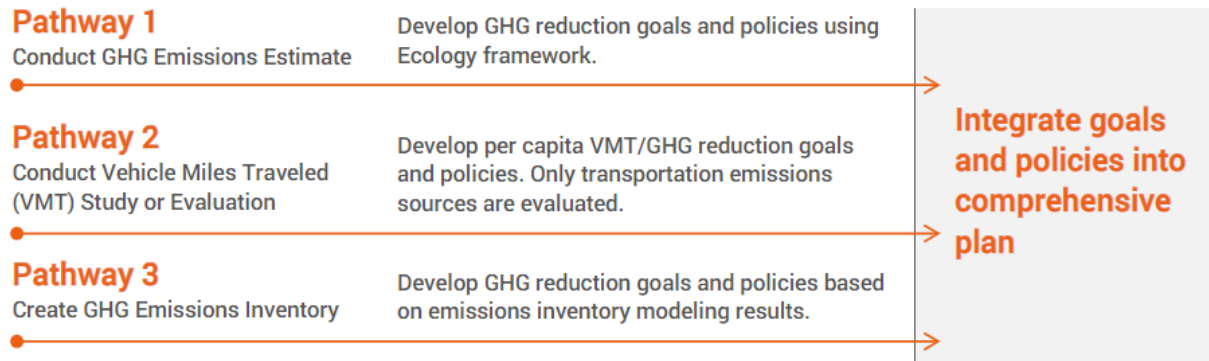 Pathway 1
Conduct GHG Emissions Estimate
Develop GHG reduction goals and policies using
Ecology framework.
Pathway 2
Conduct Vehicle Miles Traveled
(VMT) Study or Evaluation
Develop per capita VMT/GHG reduction goals
and policies. Only transportation emissions
sources are evaluated.
Pathway 3
Create GHG Emissions Inventory
Develop GHG reduction goals and policies based
on emissions inventory modeling results.
Integrate goals
and policies into
comprehensive
plan